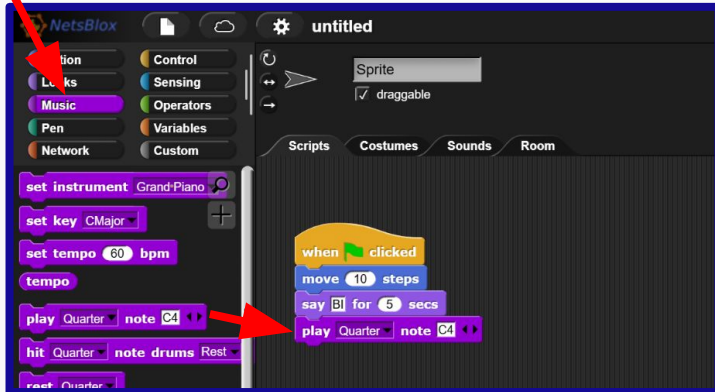 NetsBlox
untitled
Control
Looks
Sensing
Music
Operators
Pen
Variables
Network
Custom
Sprite
draggable
Scripts Costumes Sounds Room
set instrument Grand Piano
set key CMajor
set tempo 60 bpm
tempo
play Quarter note C4
hit Quarter note drums Rest
rest Quarter
when clicked
move 10 steps
say BI for 5 secs
play Quarter note C4